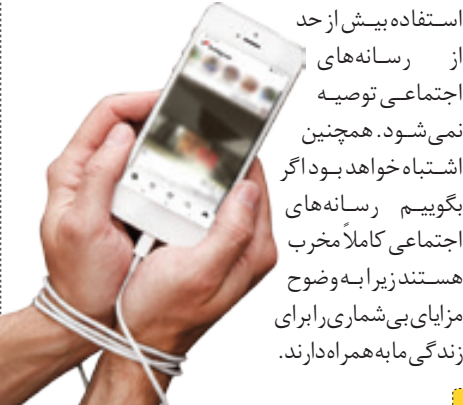 استفاده بیش از حد
از رسانه‌های
اجتماعی توصیه
نمی‌شود. همچنین
اشتباه خواهد بود اگر
بگوییم رسانه‌های
اجتماعی کاملاً مخرب
هستند زیرا به وضوح
مزایای بی‌شماری را برای
زندگی ما به همراه دارند.